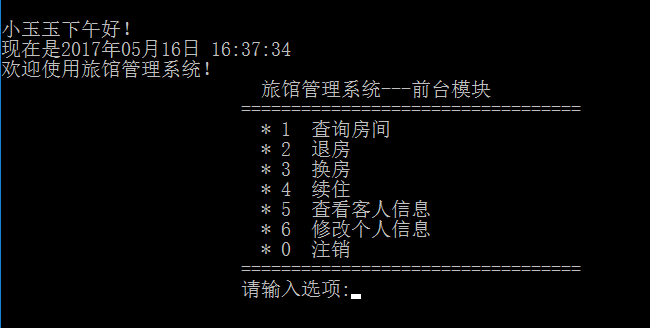 小玉玉下午好!
现在是2017年05月16日 16:37:34
欢迎使用旅馆管理系统!
旅馆管理系统---前台模块
==================================
* 1 查询房间
* 2 退房
* 3 换房
* 4 续住
* 5 查看客人信息
* 6 修改个人信息
* 0 注销
==================================
请输入选项: